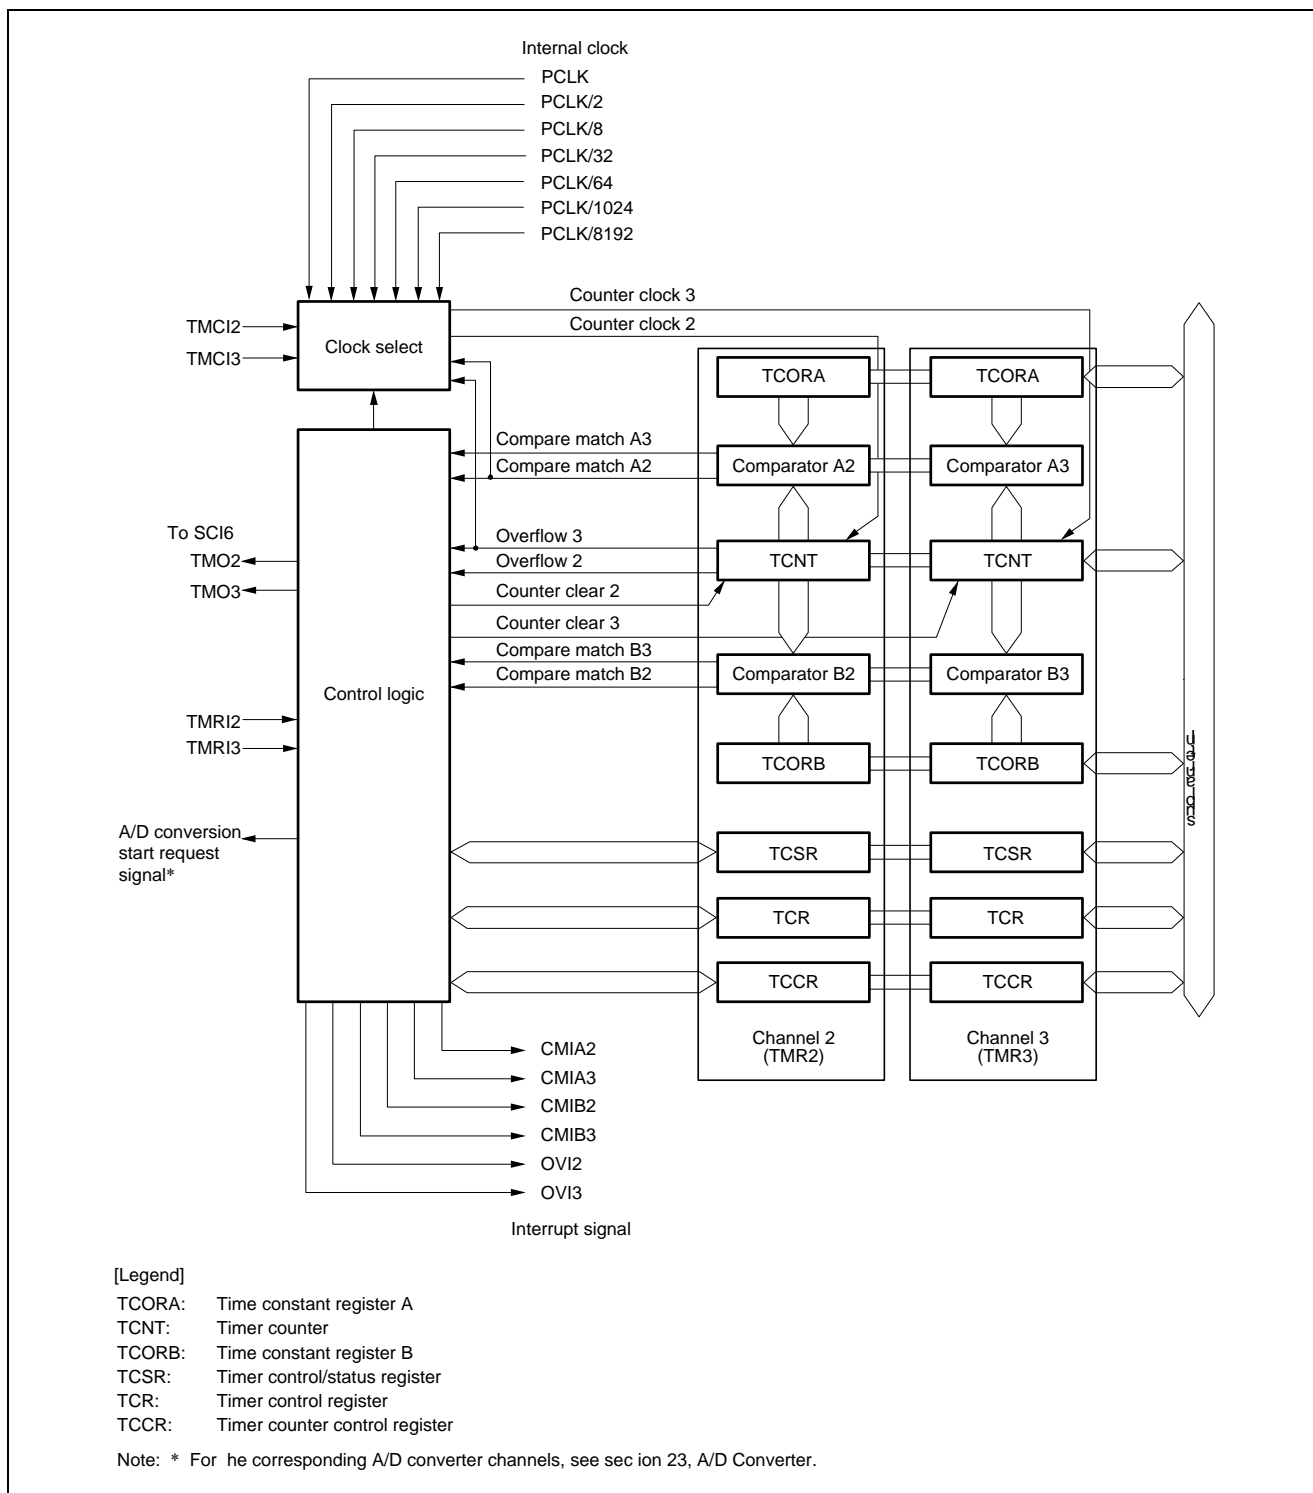 Internal clock
PCLK
PCLK/2
PCLK/8
PCLK/32
PCLK/64
PCLK/1024
PCLK/8192
Counter clock 3
Counter clock 2
TMCI2
TMCI3
Clock select
TCORA
TCORA
Compare match A3
Compare match A2
Comparator A2
Comparator A3
To SCI6
TMO2
TMO3
Overflow 3
Overflow 2
TCNT
TCNT
Counter clear 2
Counter clear 3
Compare match B3
Compare match B2
Comparator B2
Comparator B3
Control logic
TMRI2
TMRI3
TCORB
TCORB
A/D conversion
start request
signal*
TCSR
TCSR
TCR
TCR
TCCR
TCCR
Channel 2
(TMR2)
Channel 3
(TMR3)
CMIA2
CMIA3
CMIB2
CMIB3
OVI2
OVI3
Interrupt signal
[Legend]
TCORA: Time constant register A
TCNT: Timer counter
TCORB: Time constant register B
TCSR: Timer control/status register
TCR: Timer control register
TCCR: Timer counter control register
Note: * For he corresponding A/D converter channels, see sec ion 23, A/D Converter.